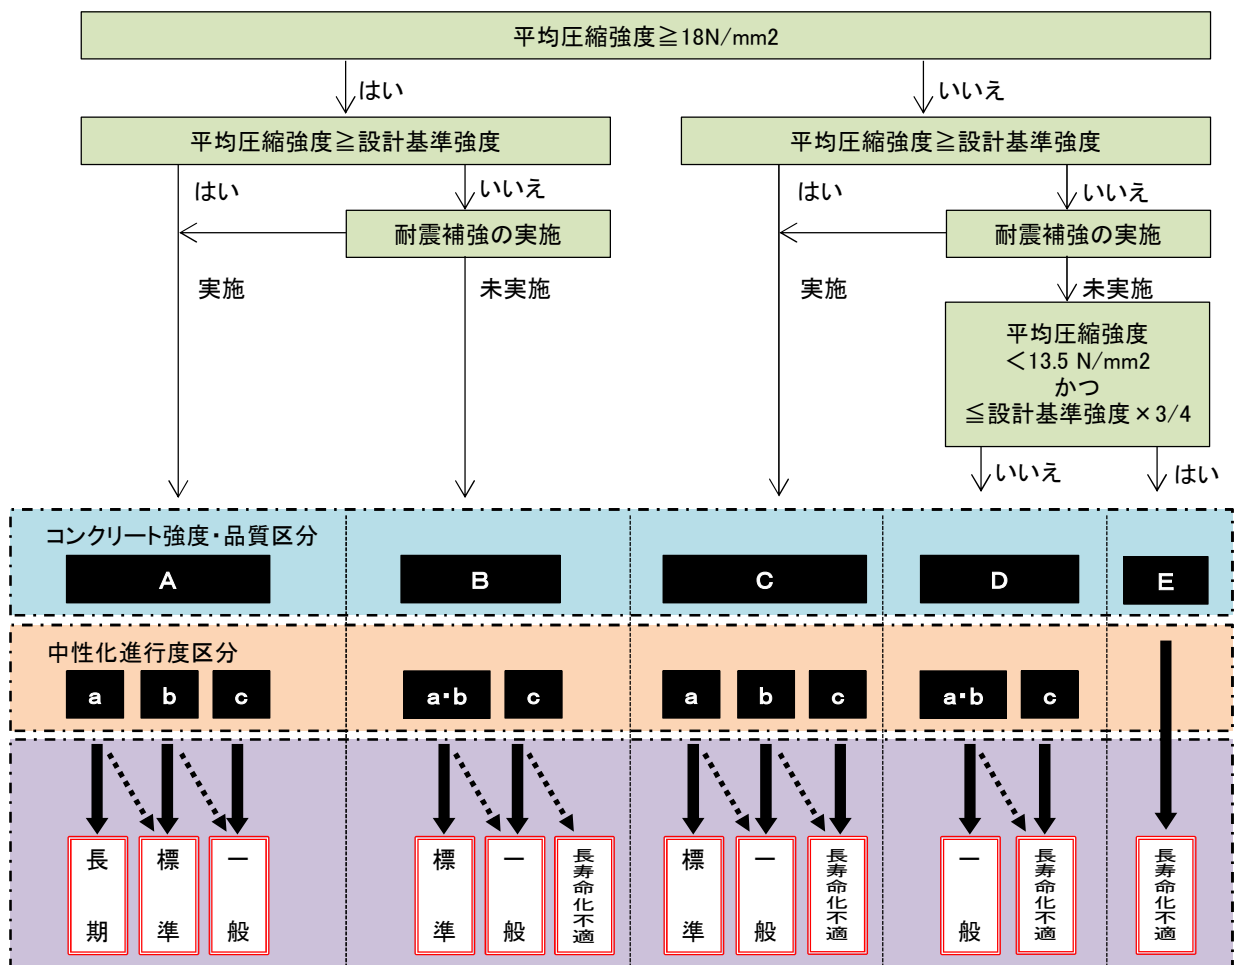 平均圧縮強度≧18N/mm2
はい
いいえ
平均圧縮強度≧設計基準強度
平均圧縮強度≧設計基準強度
はい
いいえ
はい
いいえ
耐震補強の実施
耐震補強の実施
実施
未実施
実施
未実施
平均圧縮強度
＜13.5 N/mm2
かつ
≦設計基準強度×3/4
いいえ
はい
コンクリート強度・品質区分
A
B
C
D
E
中性化進行度区分
a
b
c
a・b
c
a
b
c
a・b
c
長期
標準
一般
標準
一般
長寿命化不適
標準
一般
長寿命化不適
一般
長寿命化不適
長寿命化不適